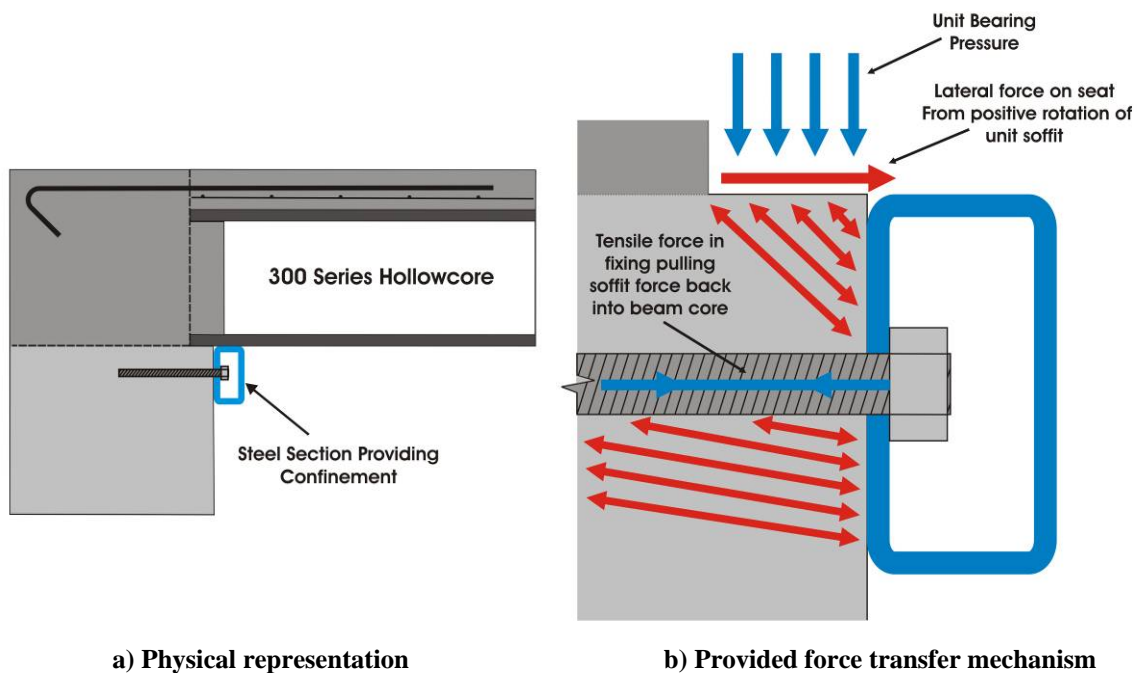 300 Series Hollowcore
Steel Section Providing
Confinement
Unit Bearing
Pressure
Lateral force on seat
From positive rotation of
unit soffit
Tensile force in
fixing pulling
soffit force back
into beam core
a) Physical representation
b) Provided force transfer mechanism